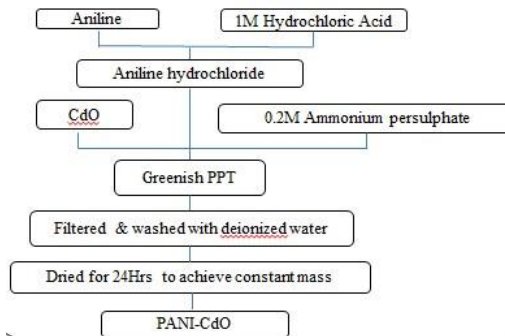 Aniline
1M Hydrochloric Acid
Aniline hydrochloride
CdO
0.2M Ammonium persulphate
Greenish PPT
Filtered & washed with deionized water
Dried for 24Hrs to achieve constant mass
PANI-CdO